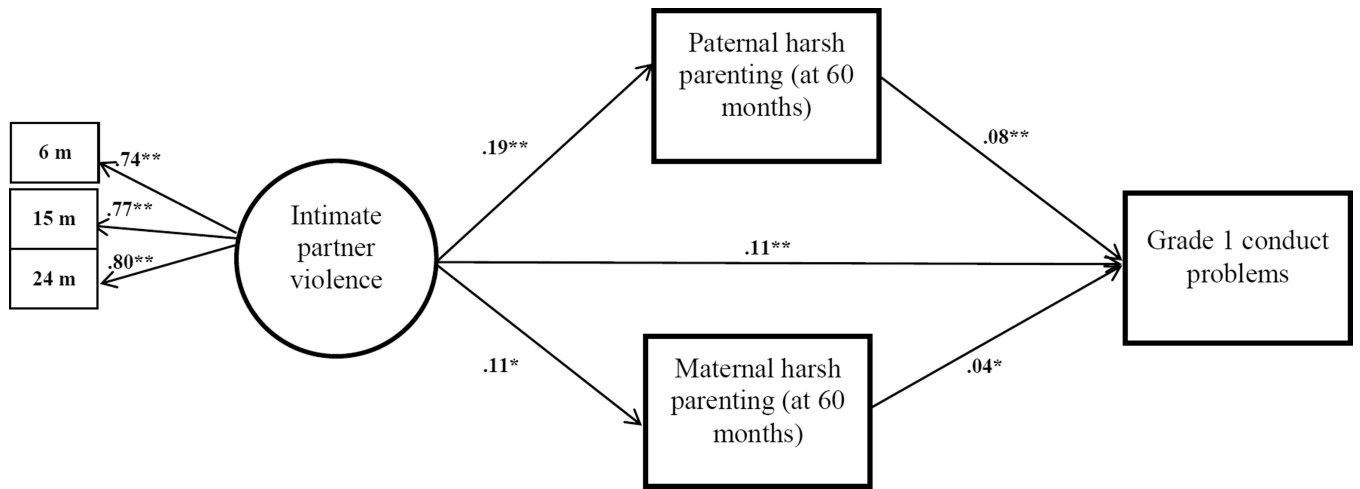 Paternal harsh
parenting (at 60
months)
6 m
.74**
.19**
.08**
15 m
.77**
Intimate
partner
violence
.11**
Grade 1 conduct
problems
24 m
.80**
.11*
Maternal harsh
parenting (at 60
months)
.04*